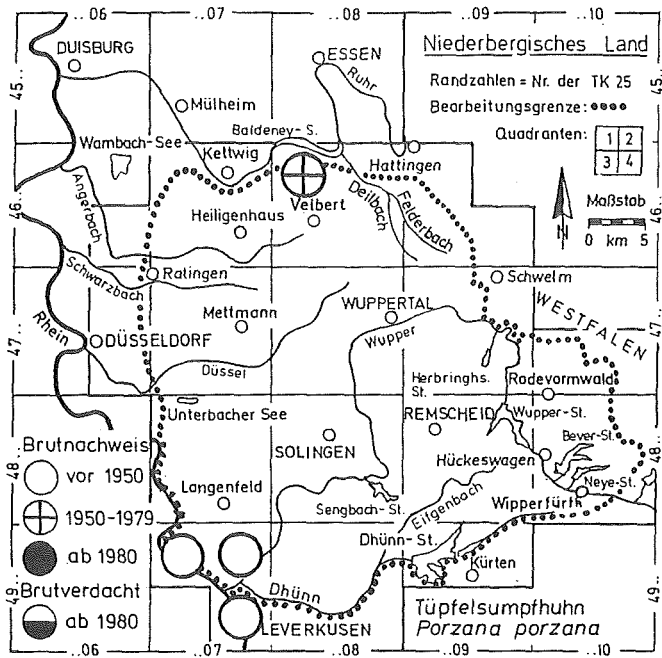 ..06 ..07 ..08 ..09 ..10
DUISBURG
ESSEN
Ruhr
Niederbergisches Land
45..
45..
Randzahlen = Nr. der TK 25
Bearbeitungsgrenze:
Mülheim
Quadranten:
1 2
3 4
Baldeney-S.
Wambach-See
Kettwig
Hattingen
Angerbach
46..
46..
Maßstab
0 km 5
N
Deilbach
Felderbach
Velbert
Heiligenhaus
Schwarzbach
Ratingen
Schwelm
WESTFALEN
Mettmann
WUPPERTAL
Wupper
Rhein
DÜSSELDORF
47..
47..
Düssel
Herbringhs.
St.
Radevormwald
Unterbacher See
REMSCHEID
Wupper-St.
Bever-St.
Brutnachweis
SOLINGEN
48..
48..
vor 1950
Hückeswagen
Neye-St.
Langenfeld
Sengbach-St.
Eifgenbach
Wipperfürth
1950-1979
Dhünn-St.
ab 1980
Kürten
49..
49..
Brutverdacht
Dhünn
ab 1980
Tüpfelsumpfhuhn
LEVERKUSEN
Porzana porzana
..06 ..07 ..08 ..09 ..10